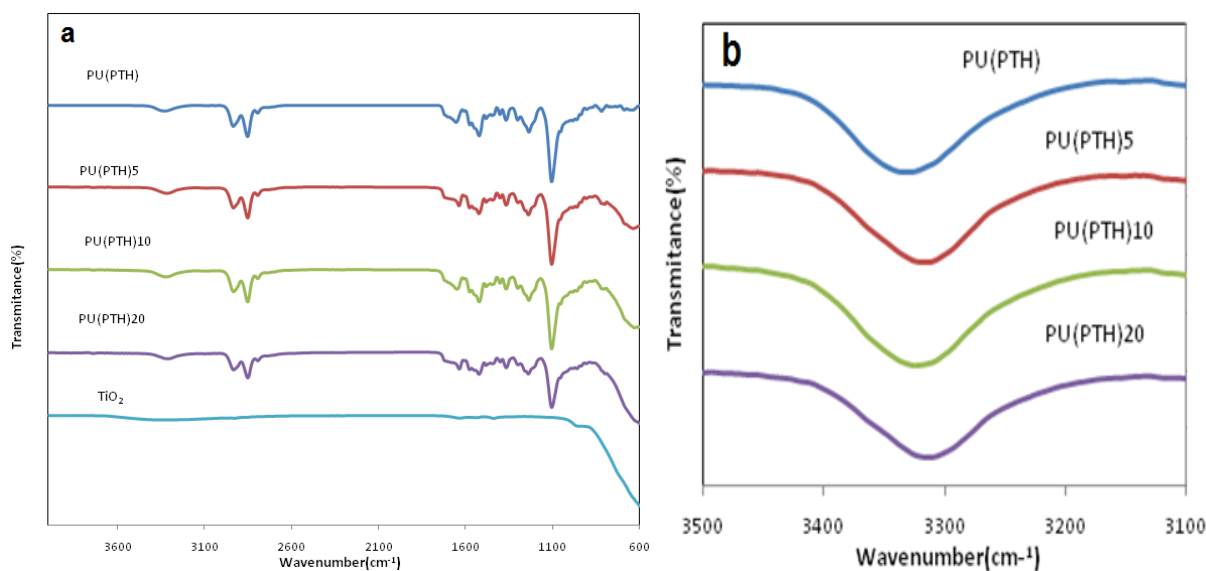 a
PU(PTH)
PU(PTH)5
PU(PTH)10
PU(PTH)20
TiO₂
Transmitance(%)
3600 3100 2600 2100 1600 1100 600
Wavenumber(cm⁻¹)
b
PU(PTH)
PU(PTH)5
PU(PTH)10
PU(PTH)20
Transmitance(%)
3500 3400 3300 3200 3100
Wavenumber(cm⁻¹)